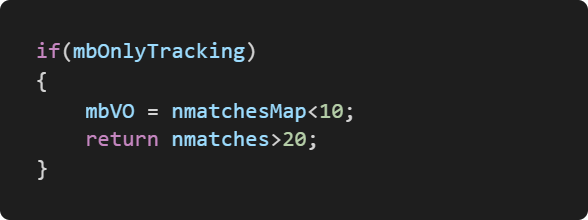 if(mbOnlyTracking)
{
    mbVO = nmatchesMap<10;
    return nmatches>20;
}